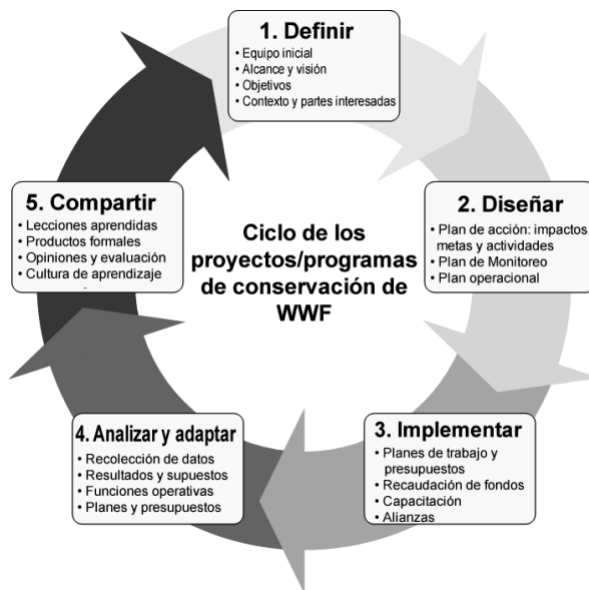 1. Definir
• Equipo inicial
• Alcance y visión
• Objetivos
• Contexto y partes interesadas
2. Diseñar
• Plan de acción: impactos,
metas y actividades
• Plan de Monitoreo
• Plan operacional
3. Implementar
• Planes de trabajo y
presupuestos
• Recaudación de fondos
• Capacitación
• Alianzas
4. Analizar y adaptar
• Recolección de datos
• Resultados y supuestos
• Funciones operativas
• Planes y presupuestos
5. Compartir
• Lecciones aprendidas
• Productos formales
• Opiniones y evaluación
• Cultura de aprendizaje
Ciclo de los
proyectos/programas
de conservación de
WWF